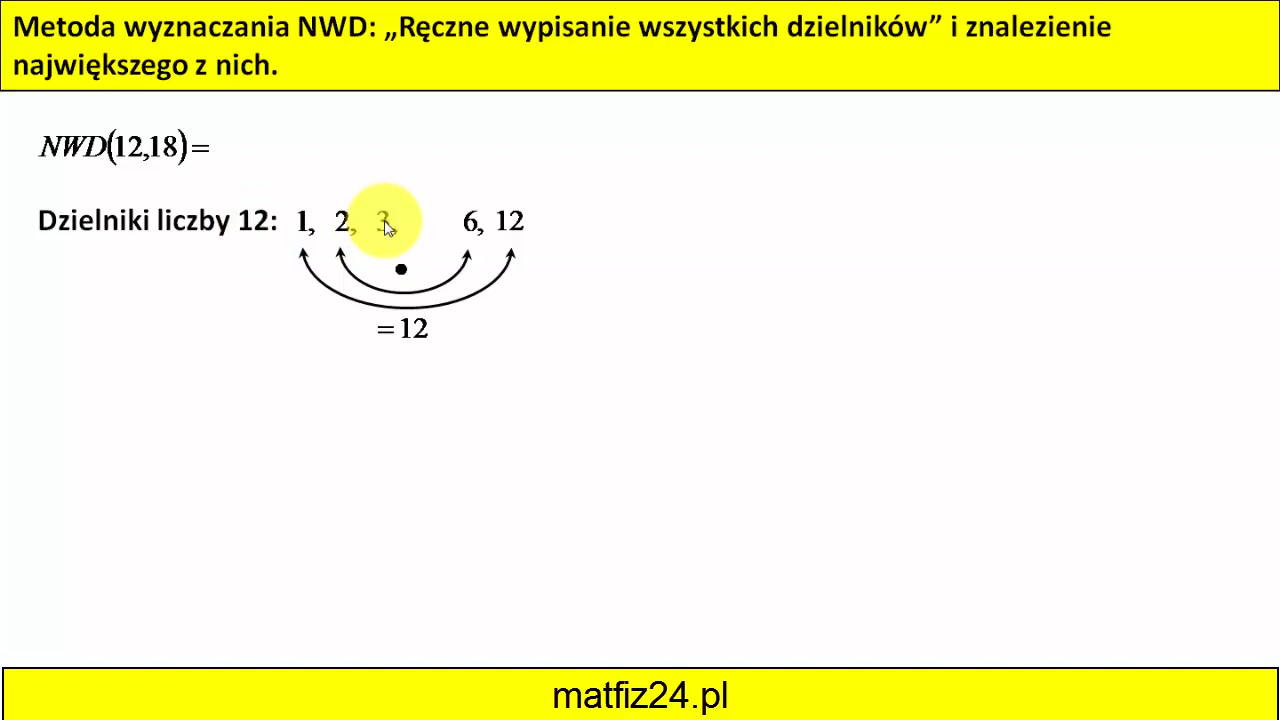 Metoda wyznaczania NWD: „Ręczne wypisanie wszystkich dzielników” i znalezienie
największego z nich.
NWD(12,18)=
Dzielniki liczby 12: 1, 2, 3, 6, 12
=12
matfiz24.pl